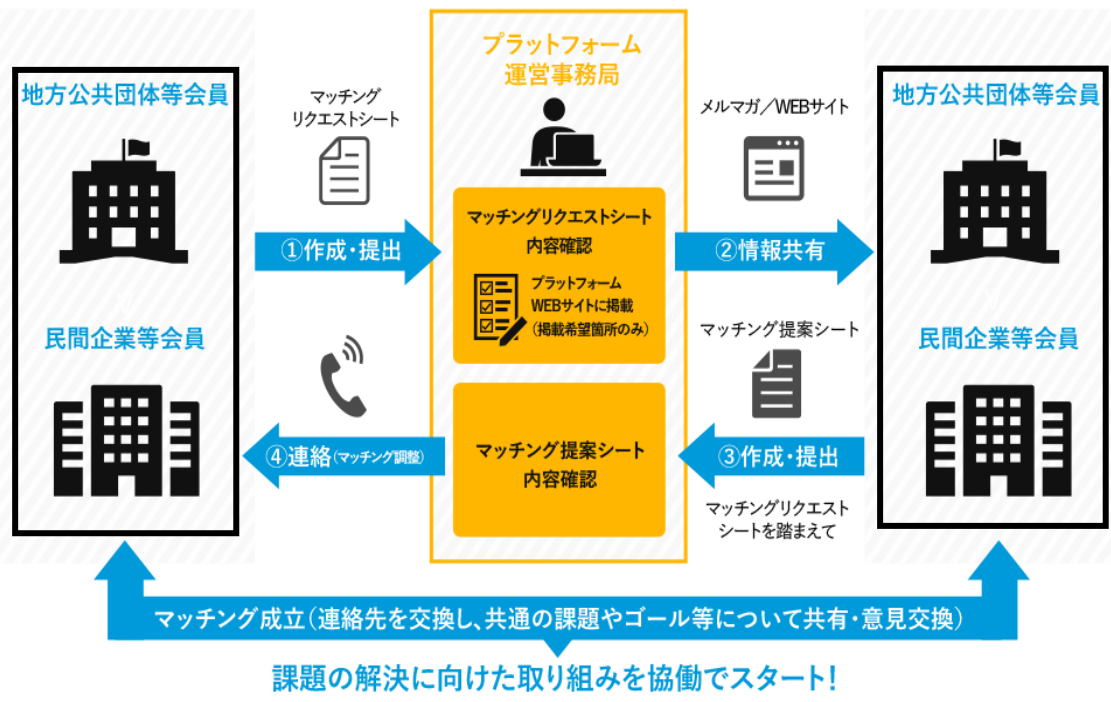 地方公共団体等会員
民間企業等会員
マッチング
リクエストシート
①作成・提出
プラットフォーム
運営事務局
マッチングリクエストシート
内容確認
プラットフォーム
WEBサイトに掲載
(掲載希望箇所のみ)
メルマガ／WEBサイト
②情報共有
地方公共団体等会員
民間企業等会員
マッチング提案シート
③作成・提出
マッチングリクエスト
シートを踏まえて
マッチング提案シート
内容確認
④連絡(マッチング調整)
マッチング成立(連絡先を交換し、共通の課題やゴール等について共有・意見交換)
課題の解決に向けた取り組みを協働でスタート!